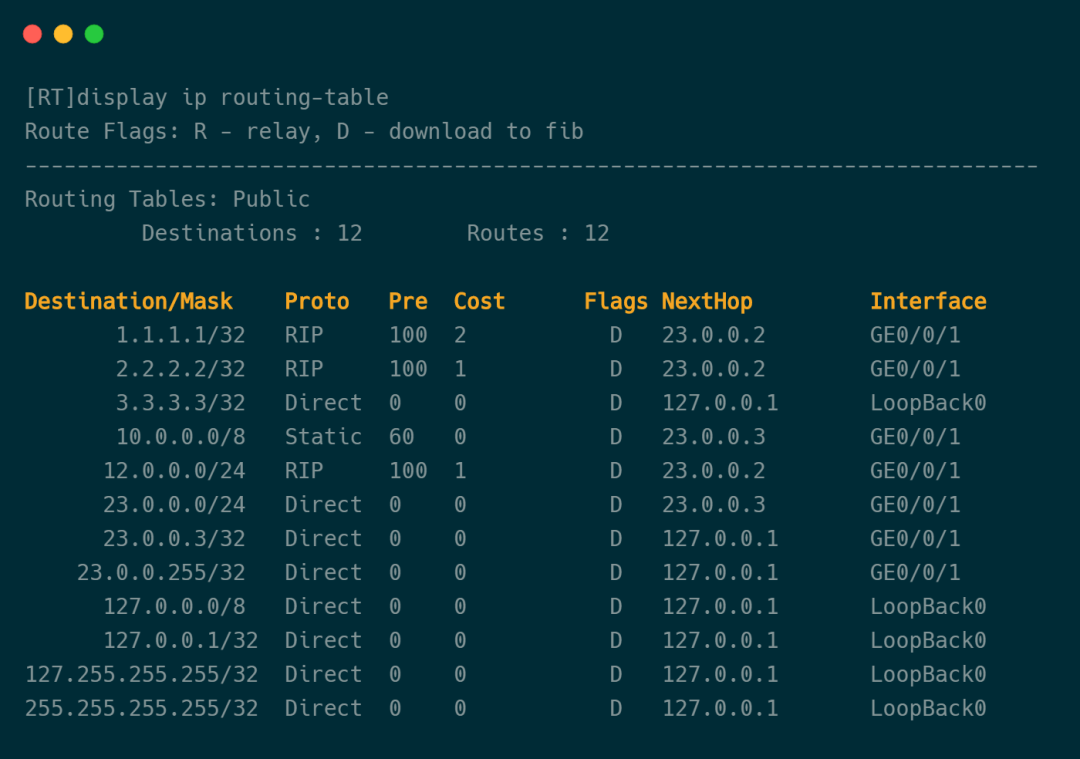 [RT]display ip routing-table
Route Flags: R - relay, D - download to fib
------------------------------------------------------------------------------
Routing Tables: Public
         Destinations : 12        Routes : 12
Destination/Mask    Proto   Pre  Cost      Flags NextHop         Interface
       1.1.1.1/32   RIP     100  2           D   23.0.0.2        GE0/0/1
       2.2.2.2/32   RIP     100  1           D   23.0.0.2        GE0/0/1
       3.3.3.3/32   Direct  0    0           D   127.0.0.1       LoopBack0
       10.0.0.0/8   Static  60   0           D   23.0.0.3        GE0/0/1
      12.0.0.0/24   RIP     100  1           D   23.0.0.2        GE0/0/1
      23.0.0.0/24   Direct  0    0           D   23.0.0.3        GE0/0/1
      23.0.0.3/32   Direct  0    0           D   127.0.0.1       GE0/0/1
    23.0.0.255/32   Direct  0    0           D   127.0.0.1       GE0/0/1
      127.0.0.0/8   Direct  0    0           D   127.0.0.1       LoopBack0
      127.0.0.1/32  Direct  0    0           D   127.0.0.1       LoopBack0
127.255.255.255/32  Direct  0    0           D   127.0.0.1       LoopBack0
255.255.255.255/32  Direct  0    0           D   127.0.0.1       LoopBack0